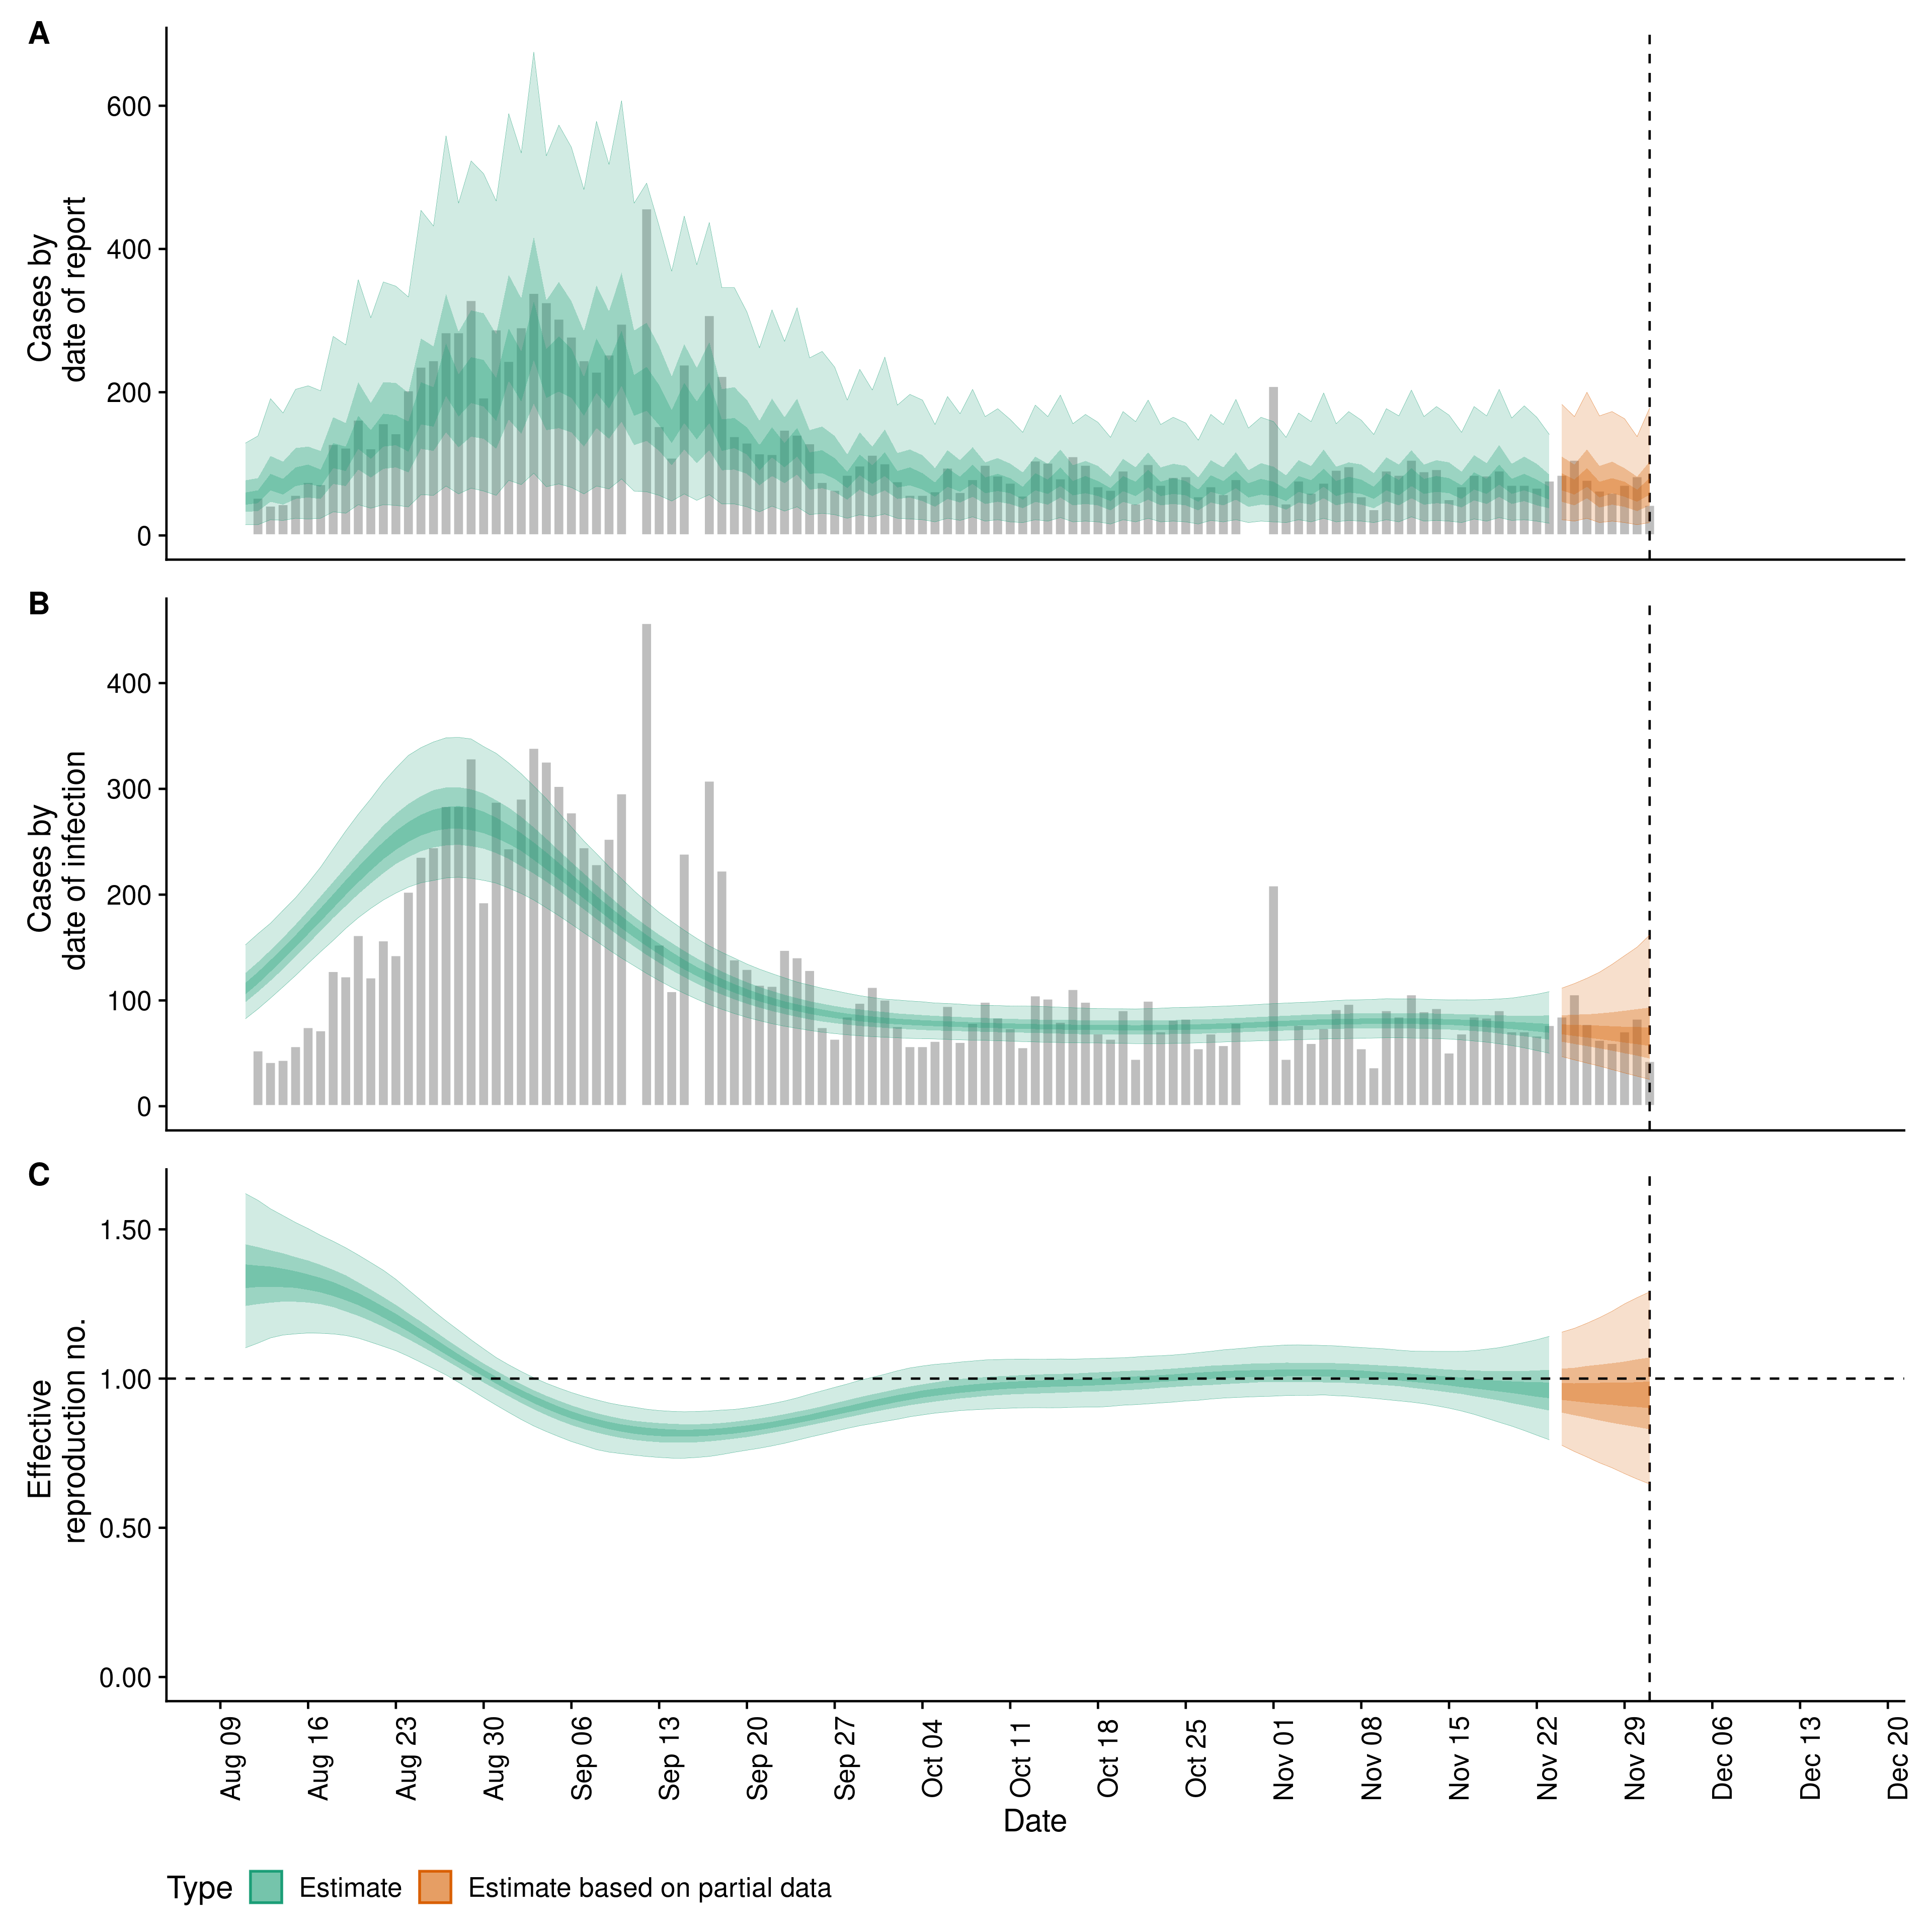 A
Cases by
date of report
600
400
200
0
B
Cases by
date of infection
400
300
200
100
0
C
Effective
reproduction no.
1.50
1.00
0.50
0.00
Aug 09
Aug 16
Aug 23
Aug 30
Sep 06
Sep 13
Sep 20
Sep 27
Oct 04
Oct 11
Oct 18
Oct 25
Nov 01
Nov 08
Nov 15
Nov 22
Nov 29
Dec 06
Dec 13
Dec 20
Date
Type Estimate Estimate based on partial data